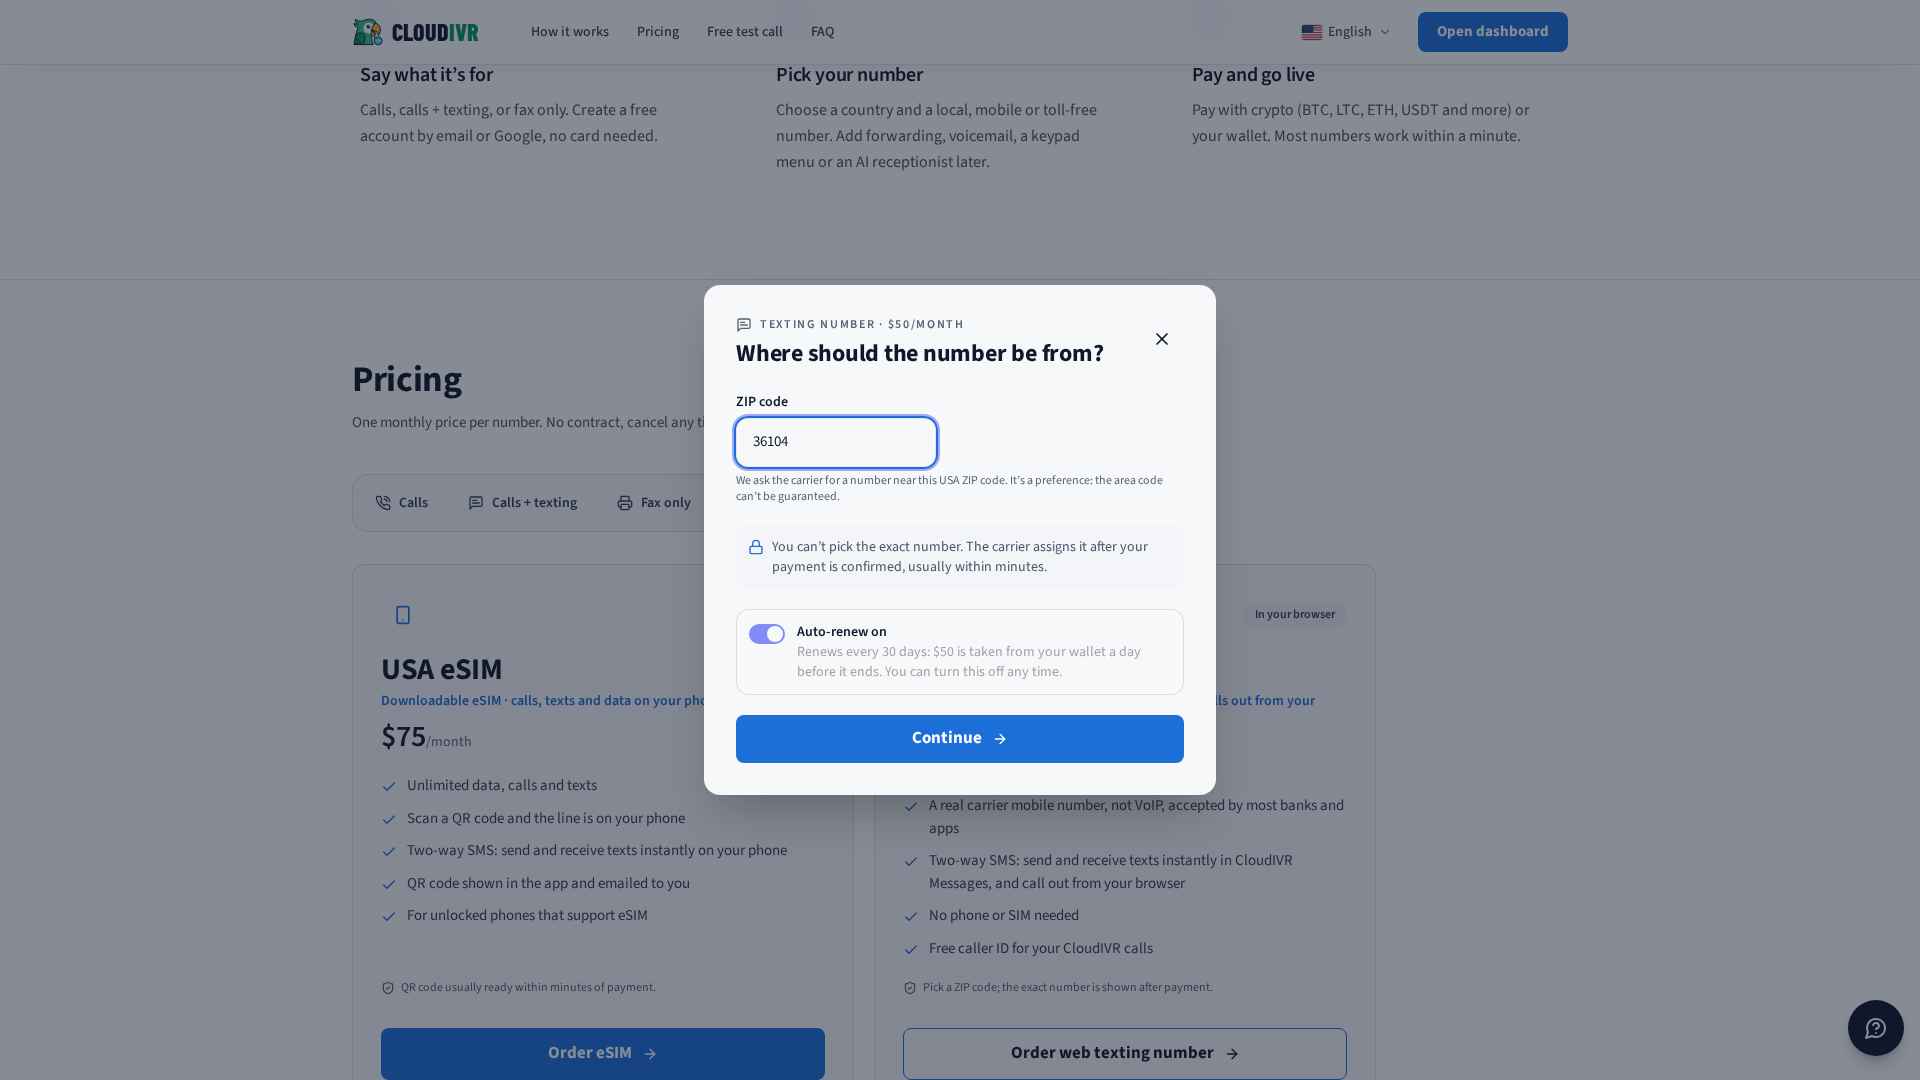 CLOUDIVR
How it works
Pricing
Free test call
FAQ
English
Open dashboard
Say what it's for
Calls, calls + texting, or fax only. Create a free
account by email or Google, no card needed.
Pick your number
Choose a country and a local, mobile or toll-free
number. Add forwarding, voicemail, a keypad
menu or an AI receptionist later.
Pay and go live
Pay with crypto (BTC, LTC, ETH, USDT and more) or
your wallet. Most numbers work within a minute.
Pricing
One monthly price per number. No contract, cancel any ti
Calls
Calls + texting
Fax only
TEXTING NUMBER · $50/MONTH
Where should the number be from?
ZIP code
36104
We ask the carrier for a number near this USA ZIP code. It's a preference: the area code
can't be guaranteed.
You can't pick the exact number. The carrier assigns it after your
payment is confirmed, usually within minutes.
Auto-renew on
Renews every 30 days: $50 is taken from your wallet a day
before it ends. You can turn this off any time.
Continue
USA eSIM
Downloadable eSIM · calls, texts and data on your pho
$75/month
Unlimited data, calls and texts
Scan a QR code and the line is on your phone
Two-way SMS: send and receive texts instantly on your phone
QR code shown in the app and emailed to you
For unlocked phones that support eSIM
QR code usually ready within minutes of payment.
Order eSIM
In your browser
lls out from your
A real carrier mobile number, not VoIP, accepted by most banks and
apps
Two-way SMS: send and receive texts instantly in CloudIVR
Messages, and call out from your browser
No phone or SIM needed
Free caller ID for your CloudIVR calls
Pick a ZIP code; the exact number is shown after payment.
Order web texting number